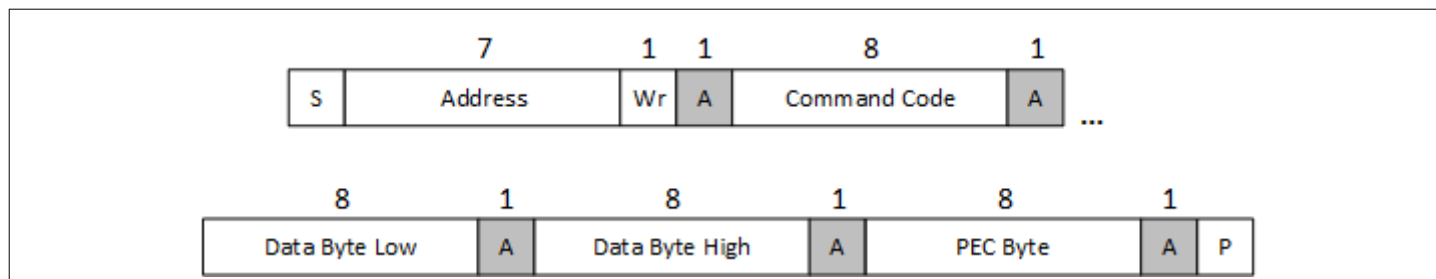 7 1 1 8 1
S Address Wr A Command Code A ...
8 1 8 1 8 1
Data Byte Low A Data Byte High A PEC Byte A P